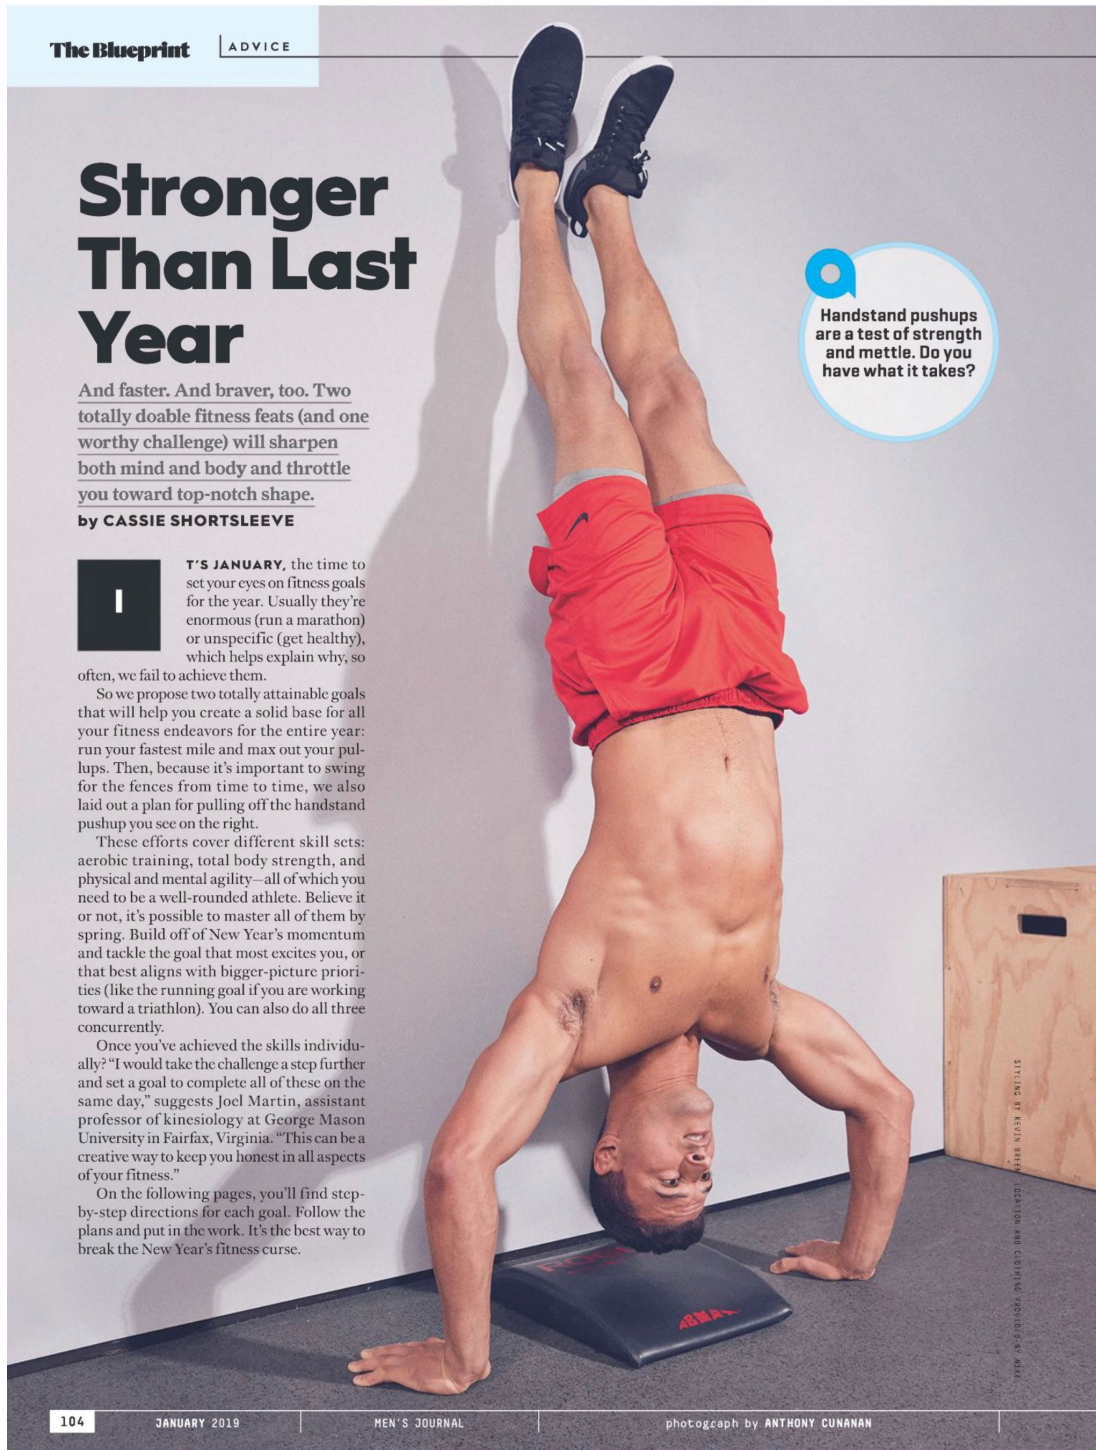 The Blueprint
ADVICE
Stronger
Than Last
Year
And faster. And braver, too. Two
totally doable fitness feats (and one
worthy challenge) will sharpen
both mind and body and throttle
you toward top-notch shape.
by CASSIE SHORTSLEEVE
IT'S JANUARY, the time to
set your eyes on fitness goals
for the year. Usually they're
enormous (run a marathon)
or unspecific (get healthy),
which helps explain why, so
often, we fail to achieve them.
So we propose two totally attainable goals
that will help you create a solid base for all
your fitness endeavors for the entire year:
run your fastest mile and max out your pul-
lups. Then, because it's important to swing
for the fences from time to time, we also
laid out a plan for pulling off the handstand
pushup you see on the right.
These efforts cover different skill sets:
aerobic training, total body strength, and
physical and mental agility—all of which you
need to be a well-rounded athlete. Believe it
or not, it's possible to master all of them by
spring. Build off of New Year's momentum
and tackle the goal that most excites you, or
that best aligns with bigger-picture priori-
ties (like the running goal if you are working
toward a triathlon). You can also do all three
concurrently.
Once you've achieved the skills individu-
ally? "I would take the challenge a step further
and set a goal to complete all of these on the
same day," suggests Joel Martin, assistant
professor of kinesiology at George Mason
University in Fairfax, Virginia. "This can be a
creative way to keep you honest in all aspects
of your fitness."
On the following pages, you'll find step-
by-step directions for each goal. Follow the
plans and put in the work. It's the best way to
break the New Year's fitness curse.
Handstand pushups
are a test of strength
and mettle. Do you
have what it takes?
ABMAT
STYLING BY KEVIN BREEN LOCATION AND CLOTHING PROVIDED BY NIKE
104
JANUARY 2019
MEN'S JOURNAL
photograph by ANTHONY CUNANAN